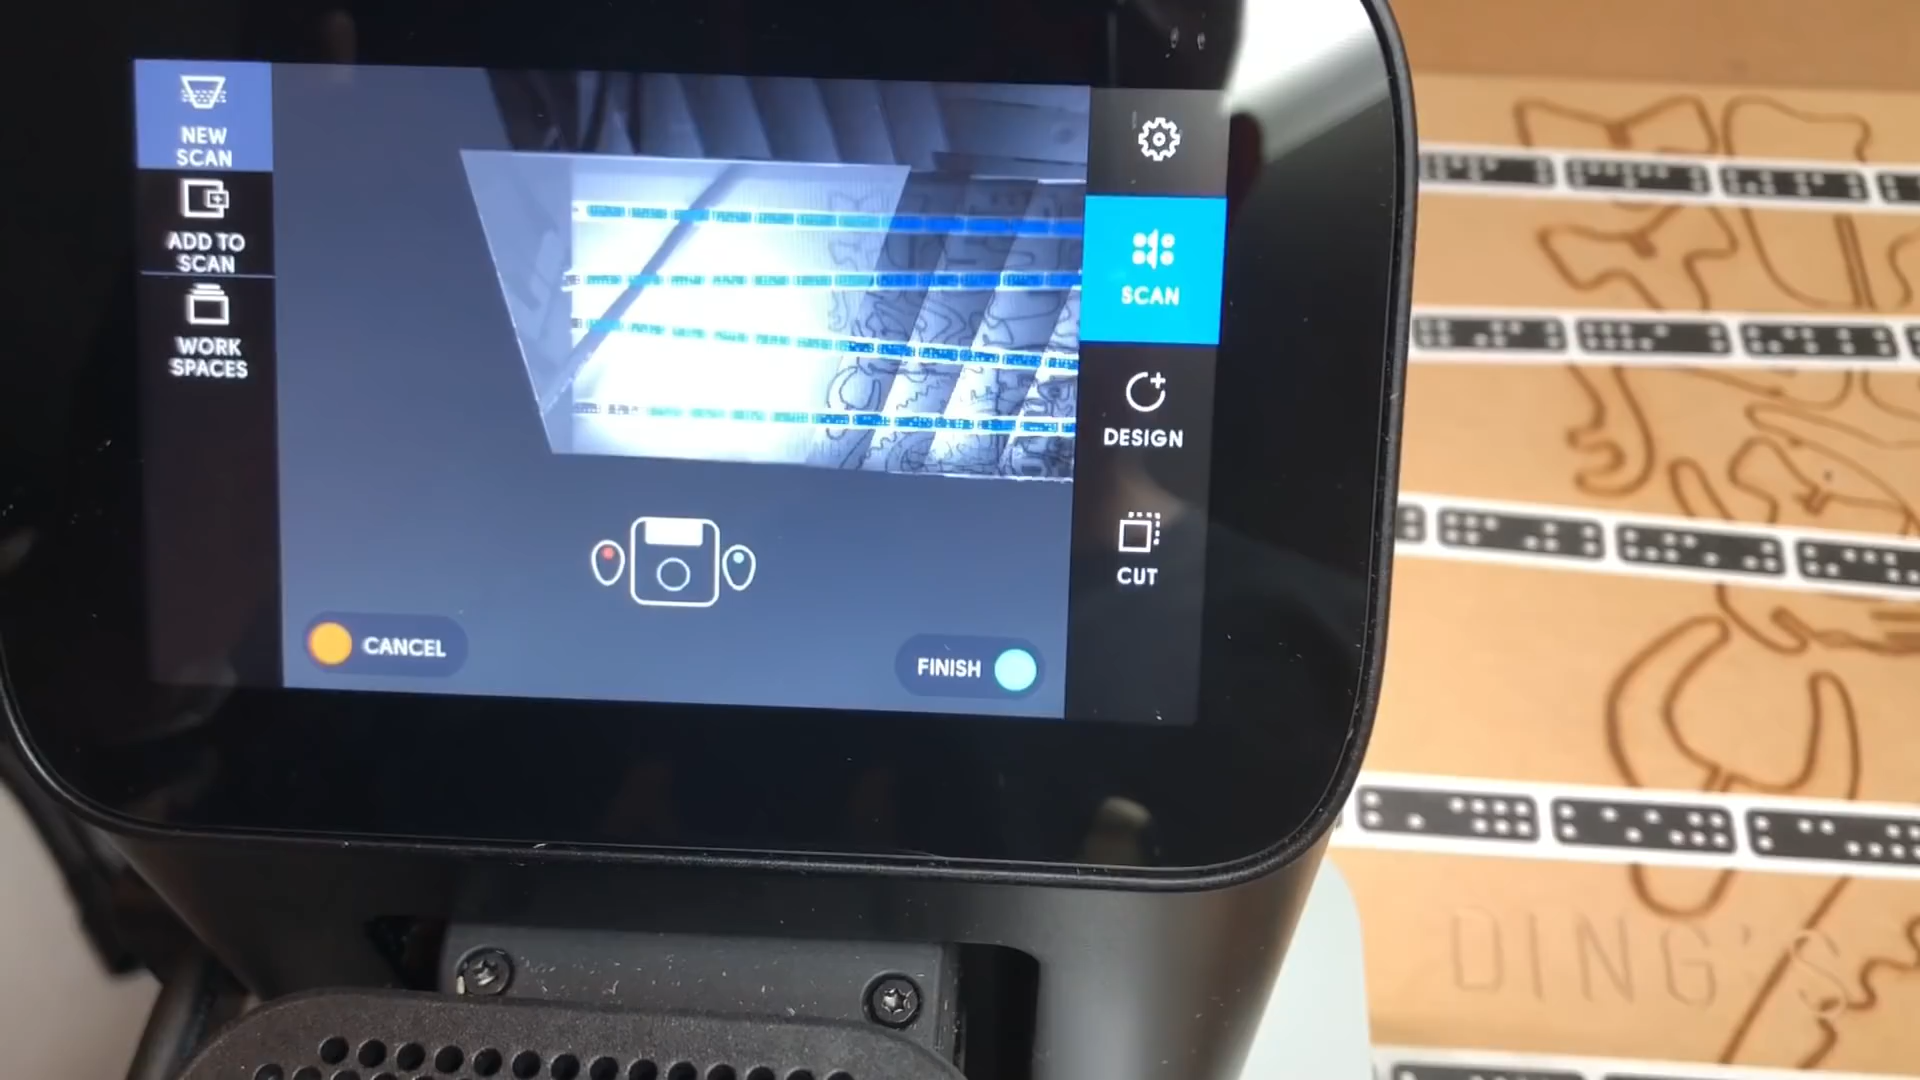 NEW
SCAN
ADD TO
SCAN
WORK
SPACES
SCAN
DESIGN
CUT
CANCEL
FINISH
DING'S